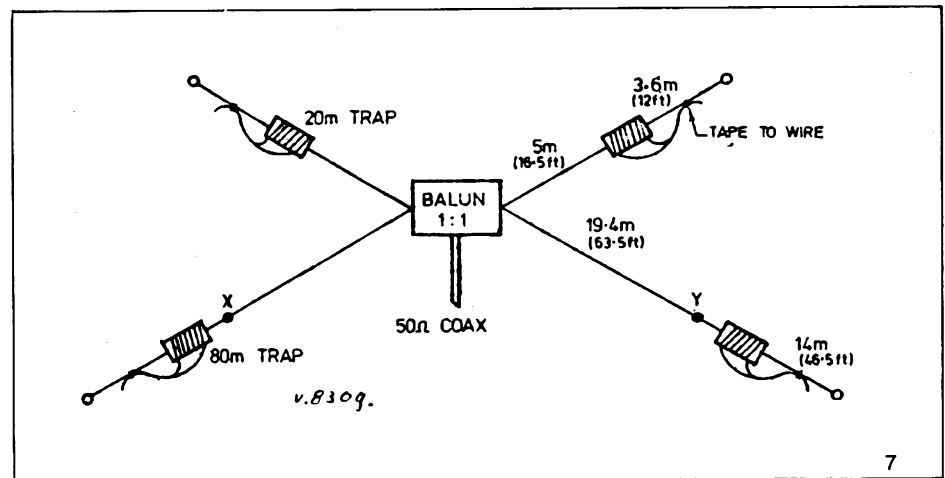 3·6m
(12ft)
20m TRAP
TAPE TO WIRE
5m
(16·5ft)
BALUN
1:1
19·4m
(63·5ft)
X
Y
50Ω COAX
80m TRAP
14m
(46·5ft)
v.830g.
7